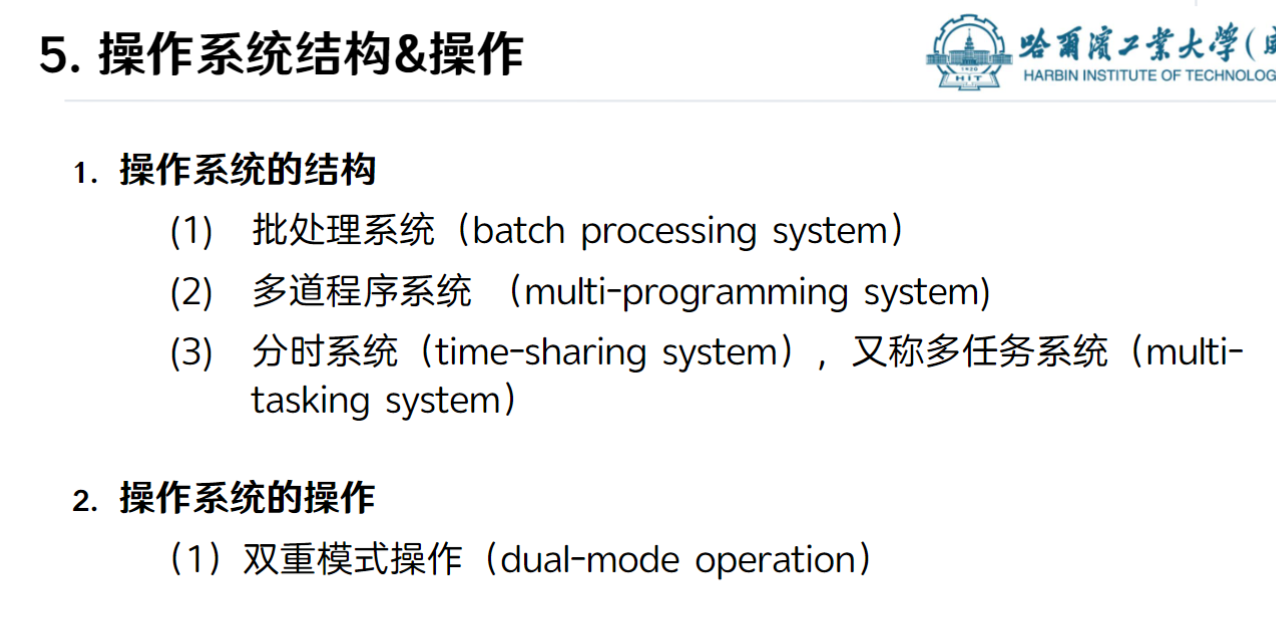 5. 操作系统结构&操作
哈爾濱工業大學(
HARBIN INSTITUTE OF TECHNOLOG
HIT
1. 操作系统的结构
(1) 批处理系统（batch processing system）
(2) 多道程序系统 （multi-programming system)
(3) 分时系统（time-sharing system），又称多任务系统（multi-
tasking system）
2. 操作系统的操作
（1）双重模式操作（dual-mode operation）